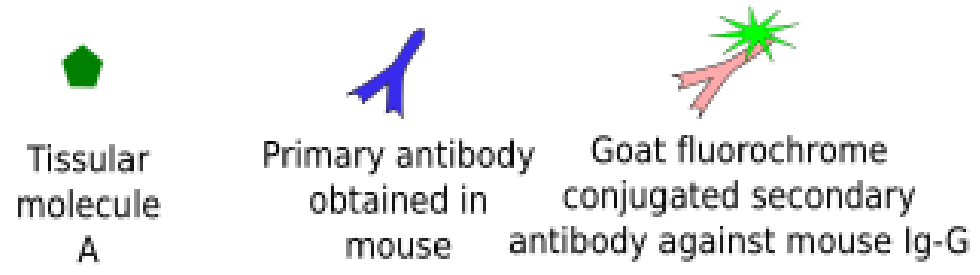 Tissular
molecule
A
Primary antibody
obtained in
mouse
Goat fluorochrome
conjugated secondary
antibody against mouse Ig-G